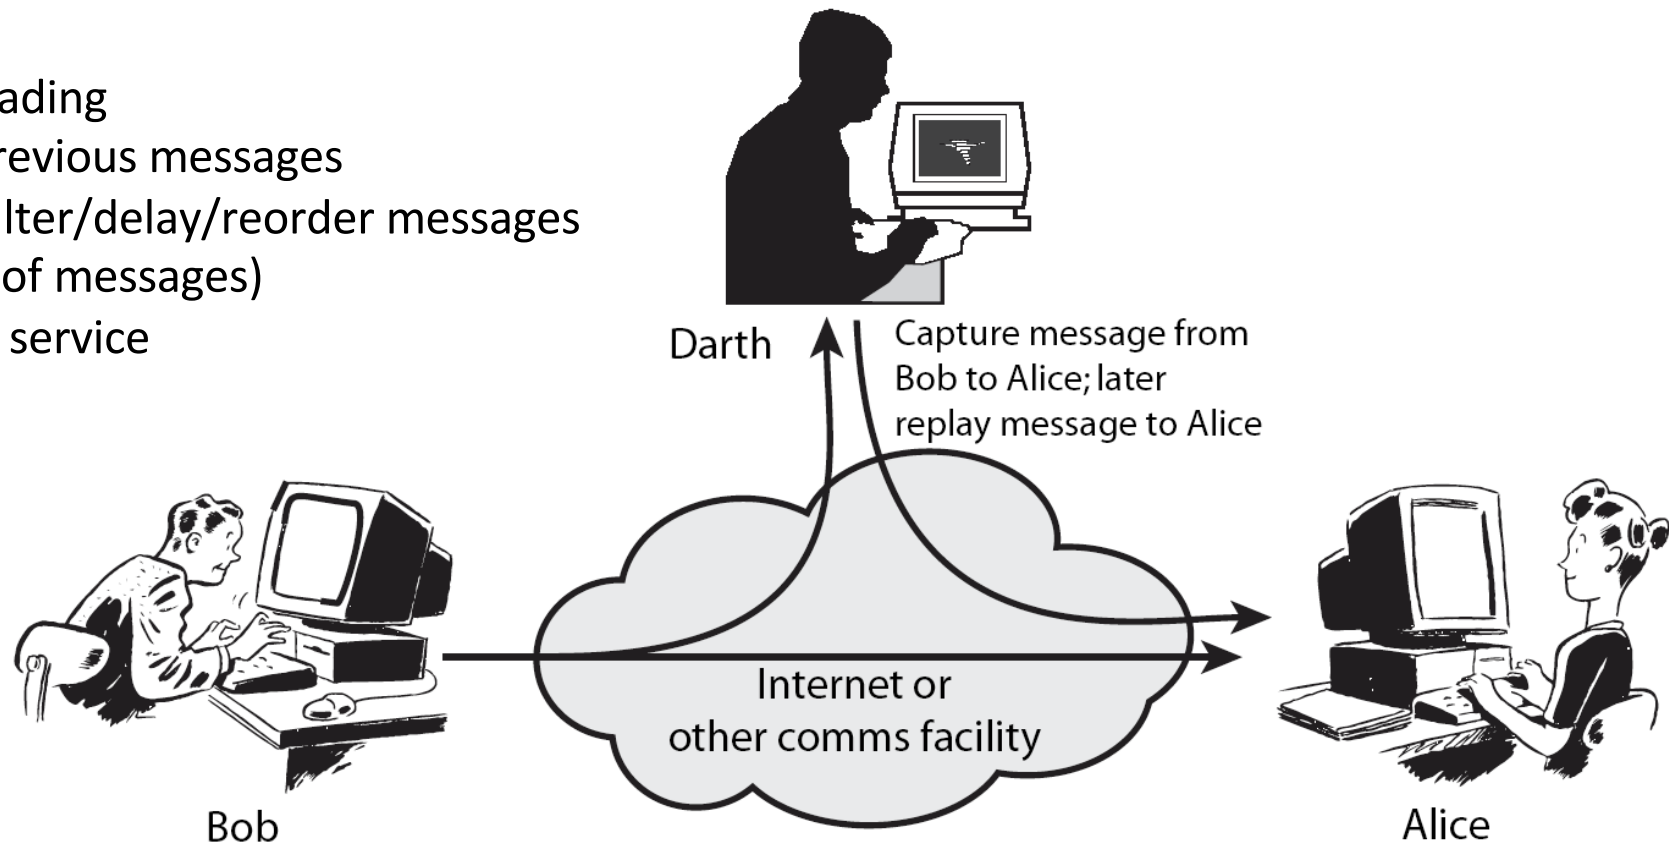 ading
revious messages
lter/delay/reorder messages
of messages)
service
Darth
Capture message from
Bob to Alice; later
replay message to Alice
Internet or
other comms facility
Bob
Alice